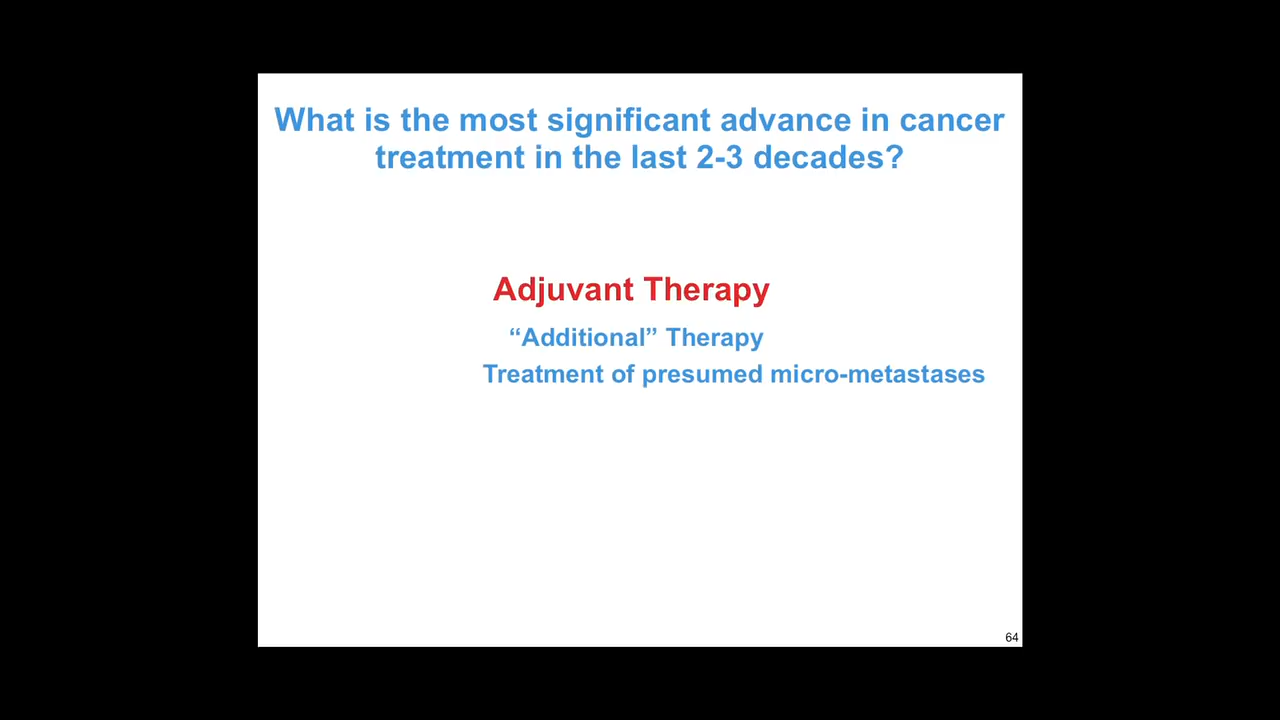 What is the most significant advance in cancer
treatment in the last 2-3 decades?
Adjuvant Therapy
“Additional” Therapy
Treatment of presumed micro-metastases
64